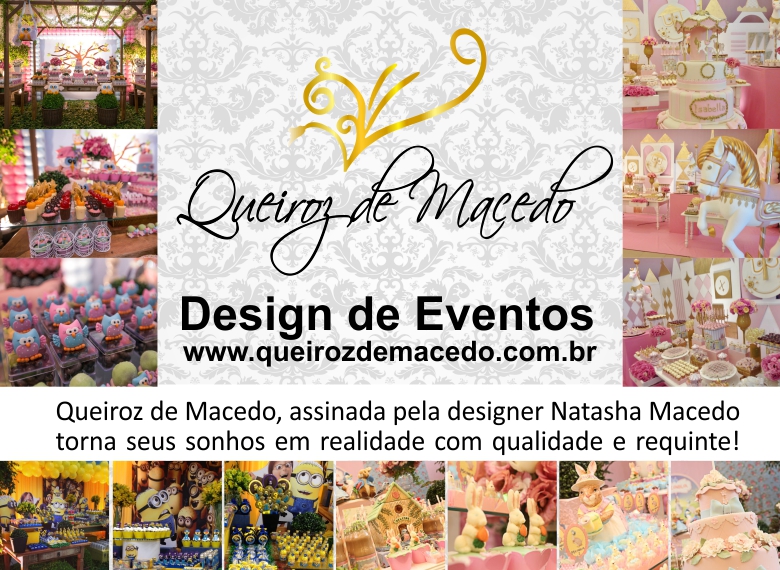 Queiroz de Macedo
Design de Eventos
www.queirozdemacedo.com.br
Queiroz de Macedo, assinada pela designer Natasha Macedo
torna seus sonhos em realidade com qualidade e requinte!